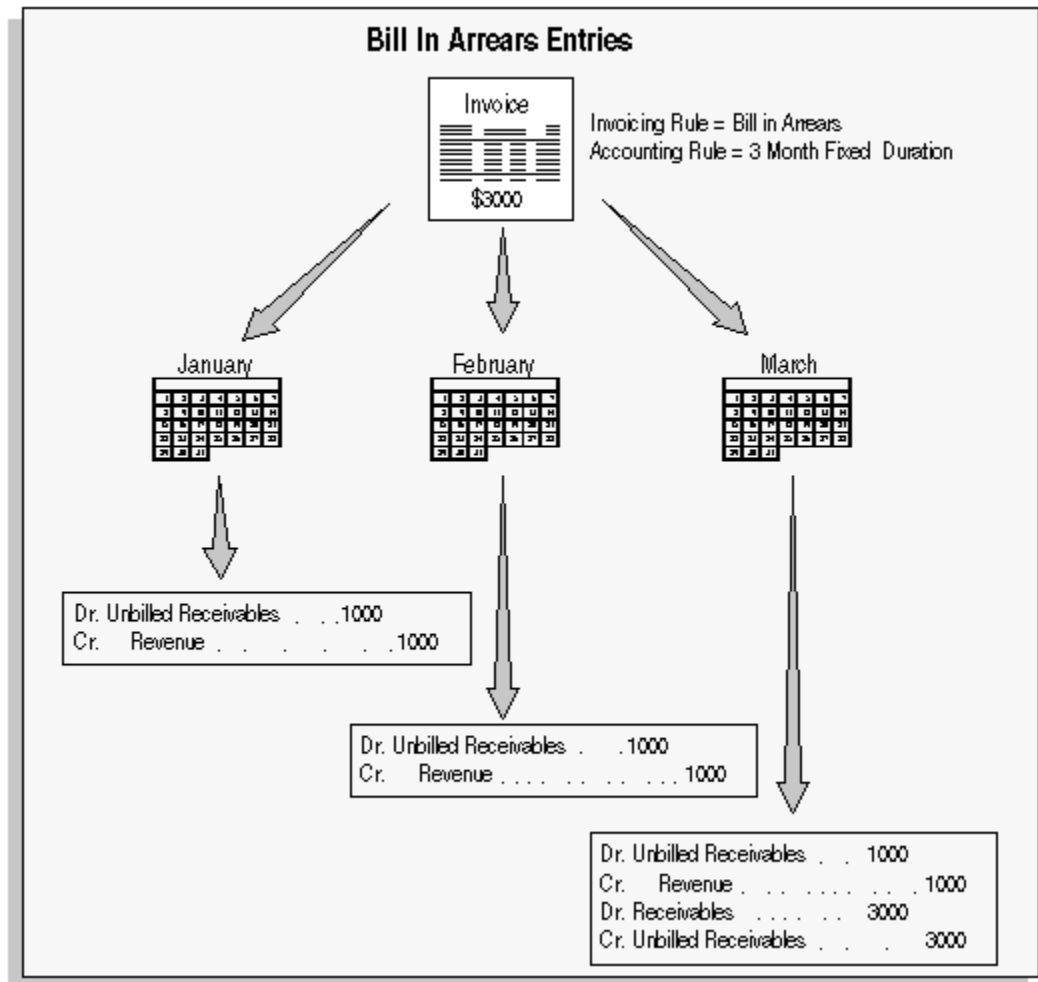 Bill In Arrears Entries
Invoice
$3000
Invoicing Rule = Bill in Arrears
Accounting Rule = 3 Month Fixed Duration
January
February
March
Dr. Unbilled Receivables . . .1000
Cr. Revenue . . . . . .1000
Dr. Unbilled Receivables . . .1000
Cr. Revenue . . . . . . . . . . . 1000
Dr. Unbilled Receivables . . 1000
Cr. Revenue . . . . . . . . . .1000
Dr. Receivables . . . . . . 3000
Cr. Unbilled Receivables . . . 3000